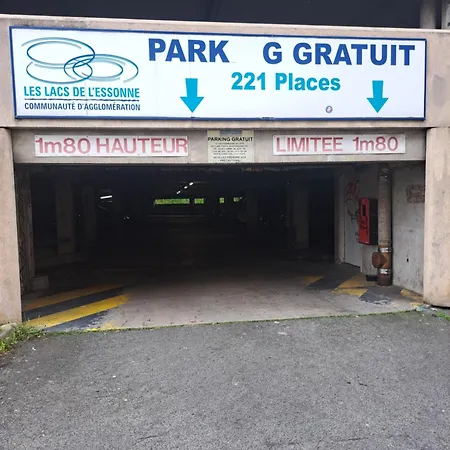 PARK G GRATUIT
221 Places
LES LACS DE L'ESSONNE
COMMUNAUTÉ D'AGGLOMÉRATION
1m80 HAUTEUR
PARKING GRATUIT
LIMITEE 1m80